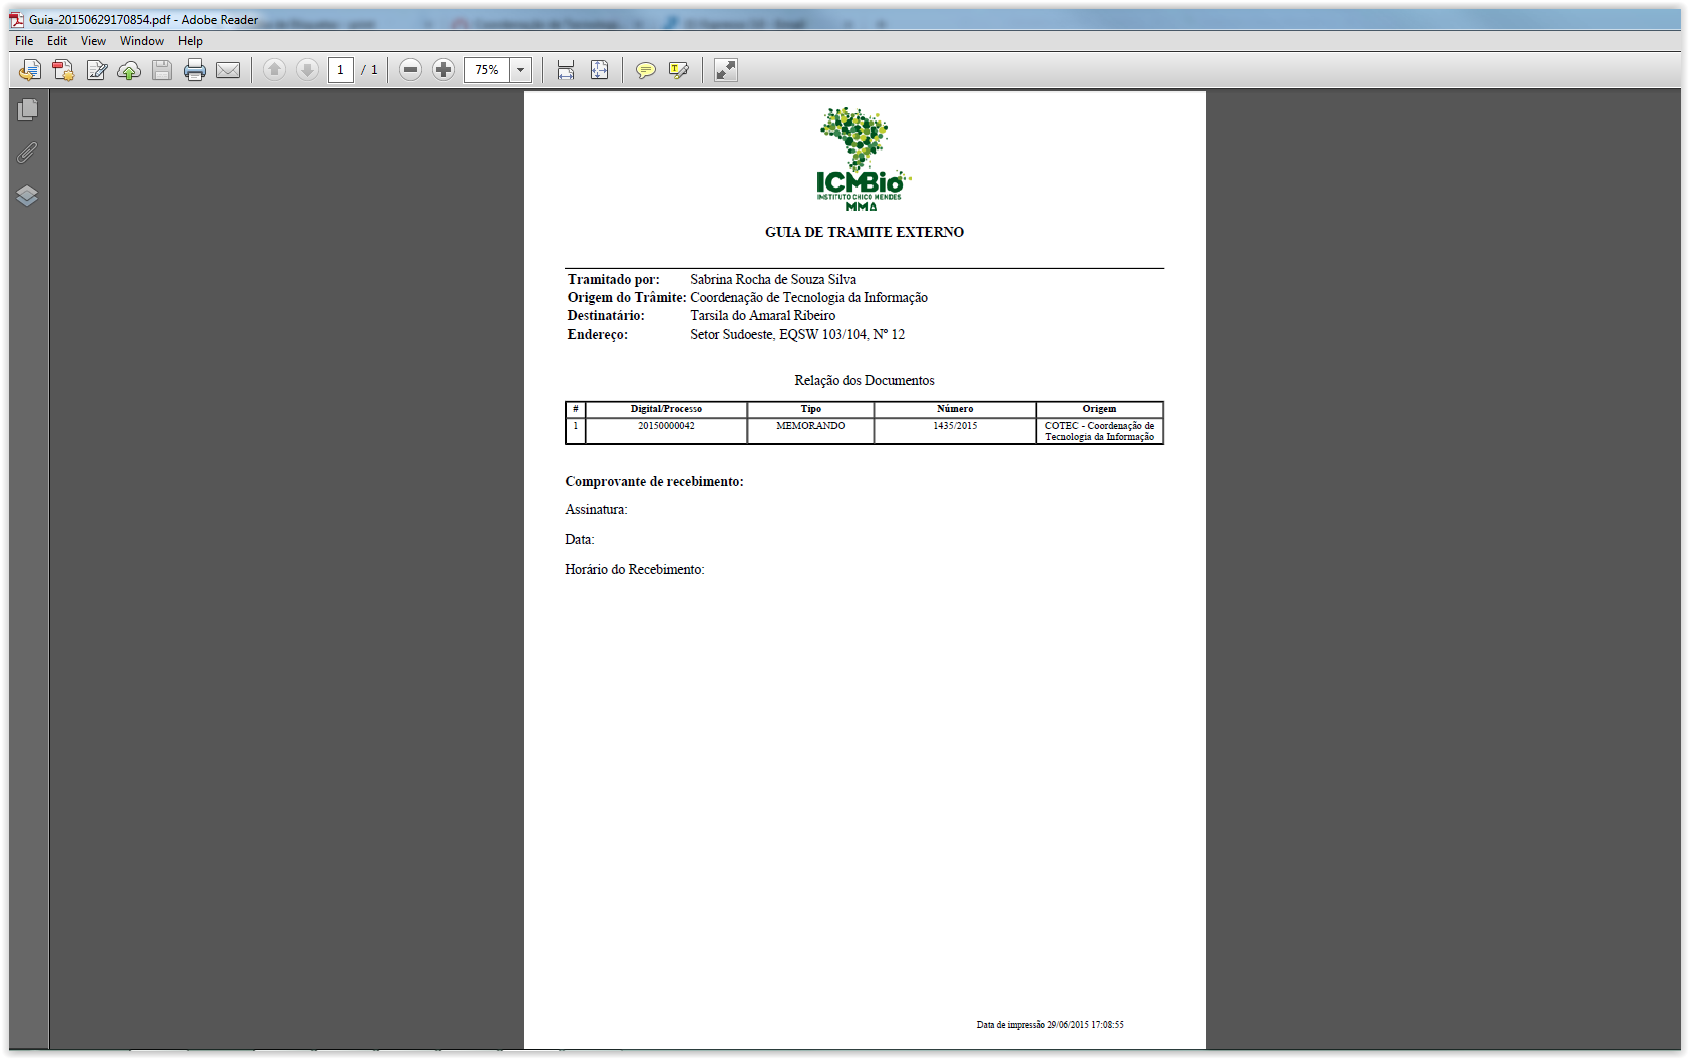 Guia-20150629170854.pdf - Adobe Reader
File Edit View Window Help
1 / 1 75%
ICMBio
INSTITUTO CHICO MENDES
MMA
GUIA DE TRAMITE EXTERNO
Tramitado por: Sabrina Rocha de Souza Silva
Origem do Trâmite: Coordenação de Tecnologia da Informação
Destinatário: Tarsila do Amaral Ribeiro
Endereço: Setor Sudoeste, EQSW 103/104, Nº 12
Relação dos Documentos
# Digital/Processo Tipo Número Origem
1 20150000042 MEMORANDO 1435/2015 COTEC - Coordenação de
Tecnologia da Informação
Comprovante de recebimento:
Assinatura:
Data:
Horário do Recebimento:
Data de impressão 29/06/2015 17:08:55